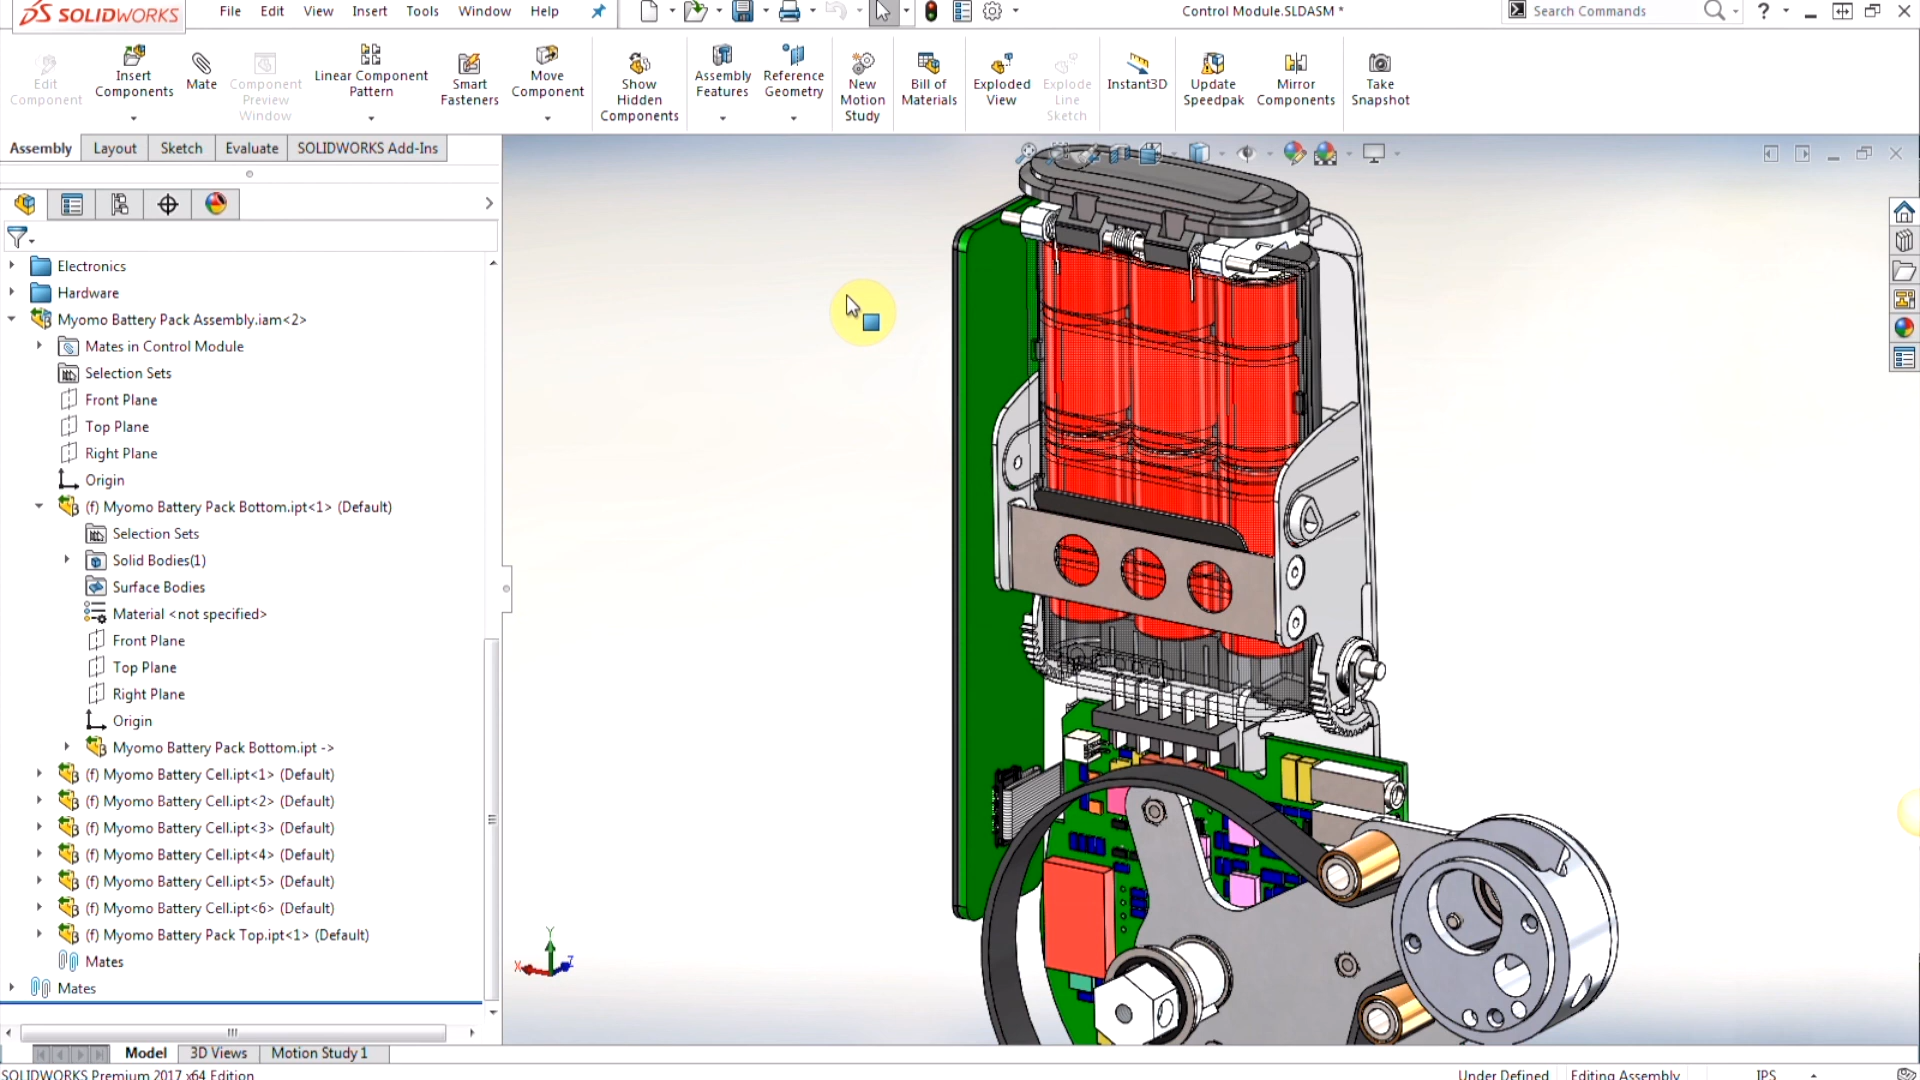 SOLIDWORKS File Edit View Insert Tools Window Help
Control Module.SLDASM *
Search Commands
Edit Component
Insert Components
Mate
Component Preview Window
Linear Component Pattern
Smart Fasteners
Move Component
Show Hidden Components
Assembly Features
Reference Geometry
New Motion Study
Bill of Materials
Exploded View
Explode Line Sketch
Instant3D
Update Speedpak
Mirror Components
Take Snapshot
Assembly Layout Sketch Evaluate SOLIDWORKS Add-Ins
Electronics
Hardware
Myomo Battery Pack Assembly.iam<2>
Mates in Control Module
Selection Sets
Front Plane
Top Plane
Right Plane
Origin
(f) Myomo Battery Pack Bottom.ipt<1> (Default)
Selection Sets
Solid Bodies(1)
Surface Bodies
Material <not specified>
Front Plane
Top Plane
Right Plane
Origin
Myomo Battery Pack Bottom.ipt ->
(f) Myomo Battery Cell.ipt<1> (Default)
(f) Myomo Battery Cell.ipt<2> (Default)
(f) Myomo Battery Cell.ipt<3> (Default)
(f) Myomo Battery Cell.ipt<4> (Default)
(f) Myomo Battery Cell.ipt<5> (Default)
(f) Myomo Battery Cell.ipt<6> (Default)
(f) Myomo Battery Pack Top.ipt<1> (Default)
Mates
Mates
Y
X
Z
Model 3D Views Motion Study 1
SOLIDWORKS Premium 2017 x64 Edition
Under Defined Editing Assembly IPS